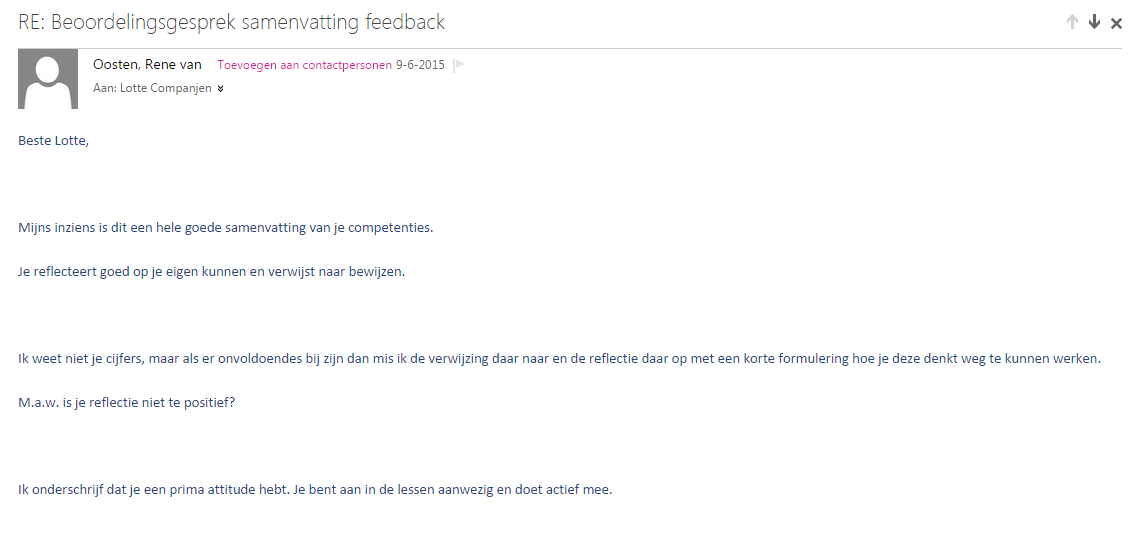 RE: Beoordelingsgesprek samenvatting feedback
Oosten, Rene van Toevoegen aan contactpersonen 9-6-2015
Aan: Lotte Companjen
Beste Lotte,
Mijns inziens is dit een hele goede samenvatting van je competenties.
Je reflecteert goed op je eigen kunnen en verwijst naar bewijzen.
Ik weet niet je cijfers, maar als er onvoldoendes bij zijn dan mis ik de verwijzing daar naar en de reflectie daar op met een korte formulering hoe je deze denkt weg te kunnen werken.
M.a.w. is je reflectie niet te positief?
Ik onderschrijf dat je een prima attitude hebt. Je bent aan in de lessen aanwezig en doet actief mee.